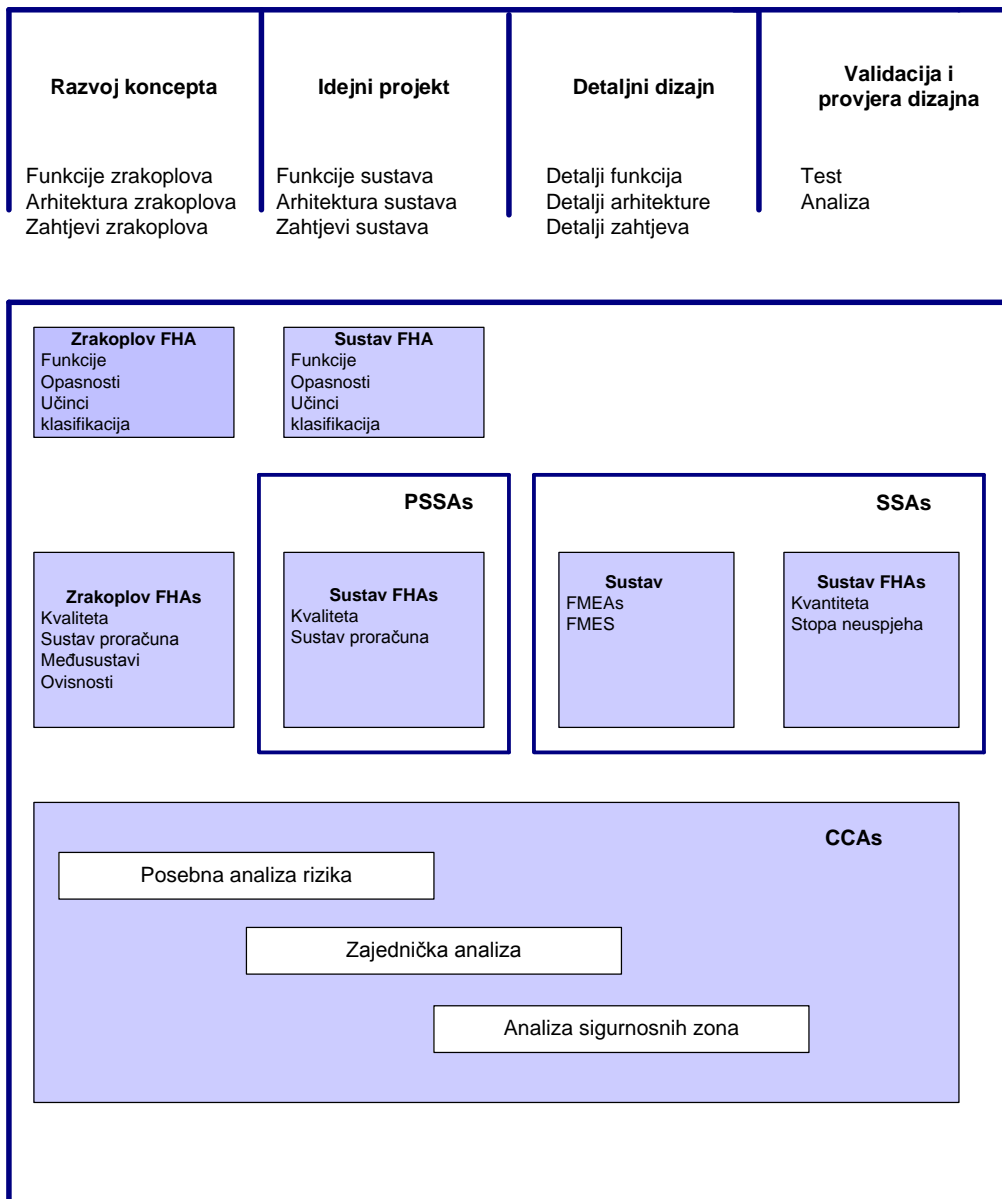 Razvoj koncepta
Idejni projekt
Detaljni dizajn
Validacija i
provjera dizajna
Funkcije zrakoplova
Arhitektura zrakoplova
Zahtjevi zrakoplova
Funkcije sustava
Arhitektura sustava
Zahtjevi sustava
Detalji funkcija
Detalji arhitekture
Detalji zahtjeva
Test
Analiza
Zrakoplov FHA
Funkcije
Opasnosti
Učinci
klasifikacija
Sustav FHA
Funkcije
Opasnosti
Učinci
klasifikacija
PSSAs
SSAs
Zrakoplov FHAs
Kvaliteta
Sustav proračuna
Međusustavi
Ovisnosti
Sustav FHAs
Kvaliteta
Sustav proračuna
Sustav
FMEAs
FMES
Sustav FHAs
Kvantiteta
Stopa neuspjeha
CCAs
Posebna analiza rizika
Zajednička analiza
Analiza sigurnosnih zona